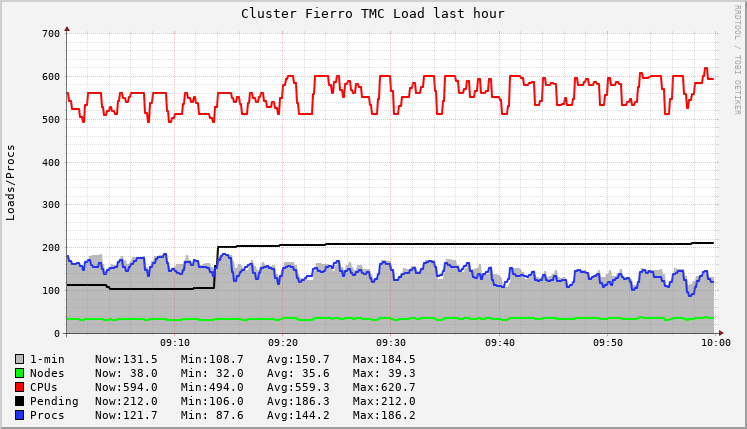 Cluster Fierro TMC Load last hour
RRDTOOL / TOBI OETIKER
Loads/Procs
700
600
500
400
300
200
100
0
09:10 09:20 09:30 09:40 09:50 10:00
1-min Now:131.5 Min:108.7 Avg:150.7 Max:184.5
Nodes Now: 38.0 Min: 32.0 Avg: 35.6 Max: 39.3
CPUs Now:594.0 Min:494.0 Avg:559.3 Max:620.7
Pending Now:212.0 Min:106.0 Avg:186.3 Max:212.0
Procs Now:121.7 Min: 87.6 Avg:144.2 Max:186.2